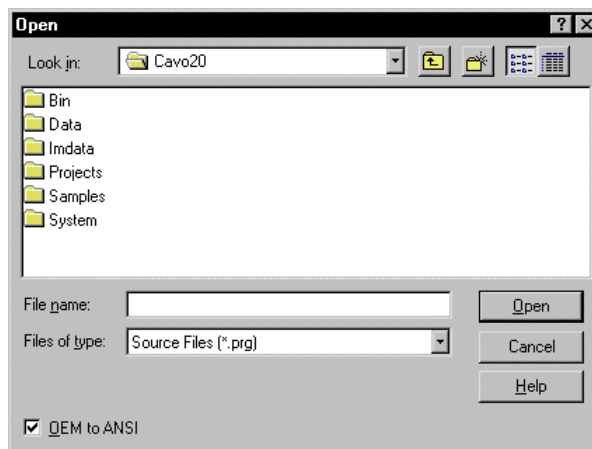 Open
Look in: Cavo20
Bin
Data
Imdata
Projects
Samples
System
File name: Open
Files of type: Source Files (*.prg) Cancel
Help
OEM to ANSI